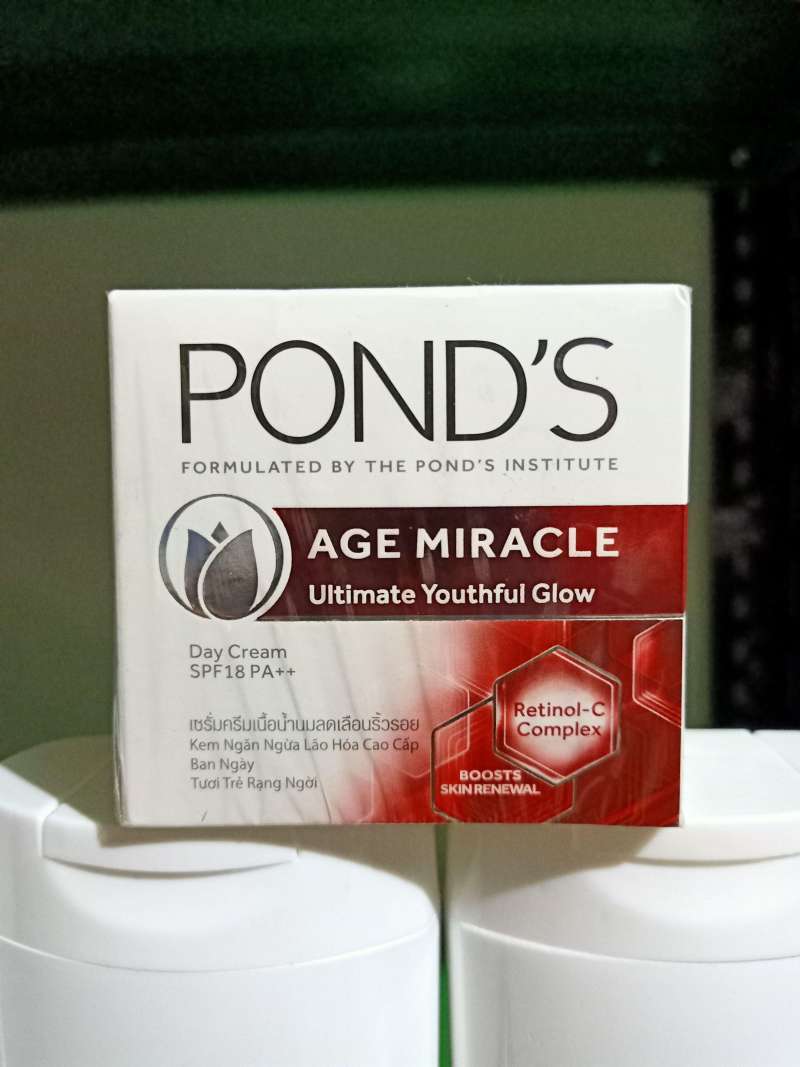 POND'S
FORMULATED BY THE POND'S INSTITUTE
AGE MIRACLE
Ultimate Youthful Glow
Day Cream
SPF18 PA++
เซรั่มครีมเนื้อน้ำนมลดเลือนริ้วรอย
Kem Ngăn Ngừa Lão Hóa Cao Cấp
Ban Ngày
Tươi Trẻ Rạng Ngời
Retinol-C
Complex
BOOSTS
SKIN RENEWAL